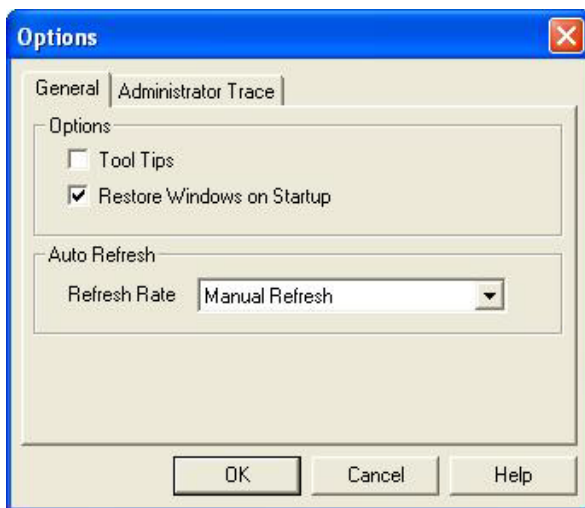 Options
General Administrator Trace
Options
Tool Tips
Restore Windows on Startup
Auto Refresh
Refresh Rate Manual Refresh
OK Cancel Help